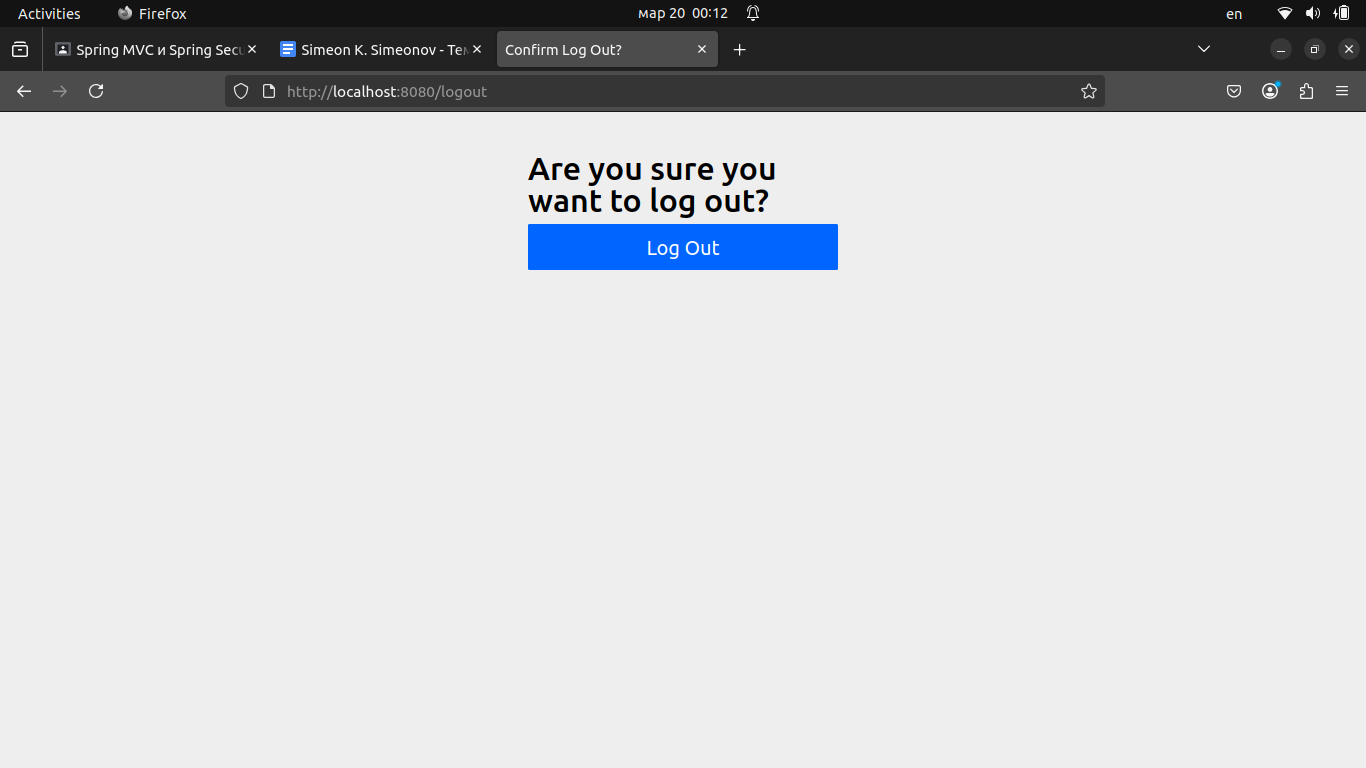 Activities Firefox мар 20 00:12 en
Spring MVC и Spring Secu Simeon K. Simeonov - Тем Confirm Log Out?
http://localhost:8080/logout
Are you sure you
want to log out?
Log Out